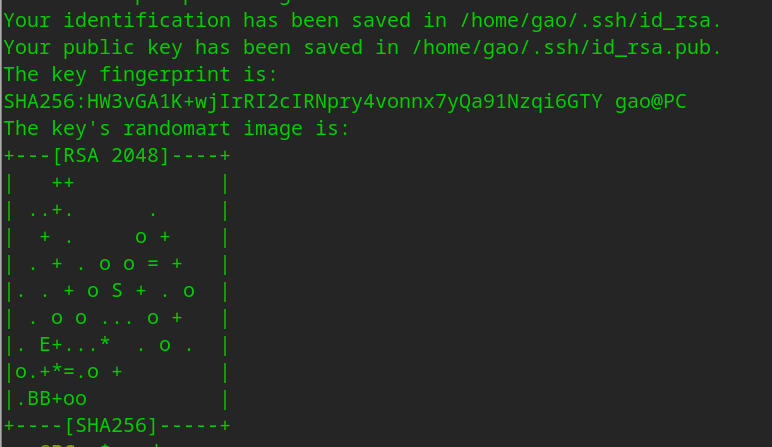 Your identification has been saved in /home/gao/.ssh/id_rsa.
Your public key has been saved in /home/gao/.ssh/id_rsa.pub.
The key fingerprint is:
SHA256:HW3vGA1K+wjIrRI2cIRNpry4vonnx7yQa91Nzqi6GTY gao@PC
The key's randomart image is:
+---[RSA 2048]----+
|   ++            |
| ..+.      .     |
|  + .     o +    |
| . + . o o = +   |
|. . + o S + . o  |
| . o o ... o +   |
|. E+...*  . o .  |
|o.+*=.o +        |
|.BB+oo           |
+----[SHA256]-----+